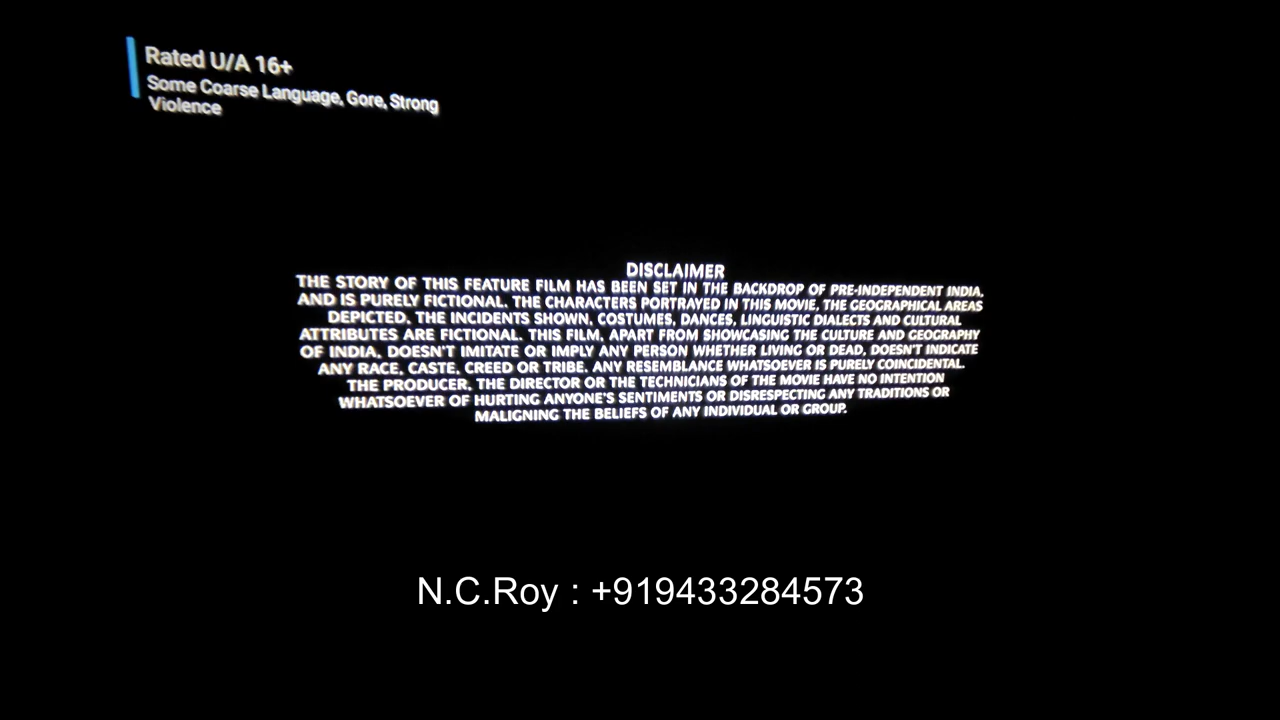 Rated U/A 16+
Some Coarse Language, Gore, Strong
Violence
DISCLAIMER
THE STORY OF THIS FEATURE FILM HAS BEEN SET IN THE BACKDROP OF PRE-INDEPENDENT INDIA,
AND IS PURELY FICTIONAL. THE CHARACTERS PORTRAYED IN THIS MOVIE, THE GEOGRAPHICAL AREAS
DEPICTED, THE INCIDENTS SHOWN, COSTUMES, DANCES, LINGUISTIC DIALECTS AND CULTURAL
ATTRIBUTES ARE FICTIONAL. THIS FILM, APART FROM SHOWCASING THE CULTURE AND GEOGRAPHY
OF INDIA, DOESN'T IMITATE OR IMPLY ANY PERSON WHETHER LIVING OR DEAD, DOESN'T INDICATE
ANY RACE, CASTE, CREED OR TRIBE. ANY RESEMBLANCE WHATSOEVER IS PURELY COINCIDENTAL.
THE PRODUCER, THE DIRECTOR OR THE TECHNICIANS OF THE MOVIE HAVE NO INTENTION
WHATSOEVER OF HURTING ANYONE'S SENTIMENTS OR DISRESPECTING ANY TRADITIONS OR
MALIGNING THE BELIEFS OF ANY INDIVIDUAL OR GROUP.
N.C.Roy : +919433284573